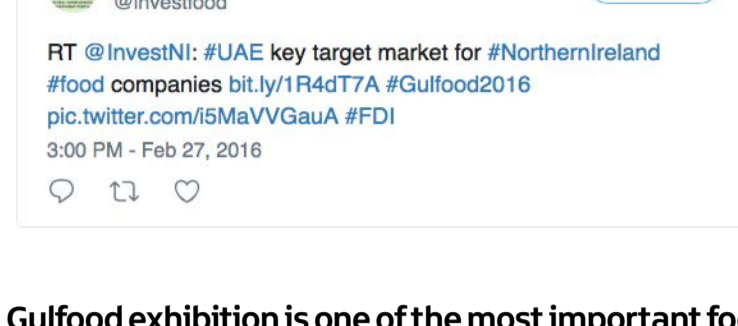 @investfood
RT @InvestNI: #UAE key target market for #NorthernIreland
#food companies bit.ly/1R4dT7A #Gulfood2016
pic.twitter.com/i5MaVVGauA #FDI
3:00 PM - Feb 27, 2016
Gulfood exhibition is one of the most important